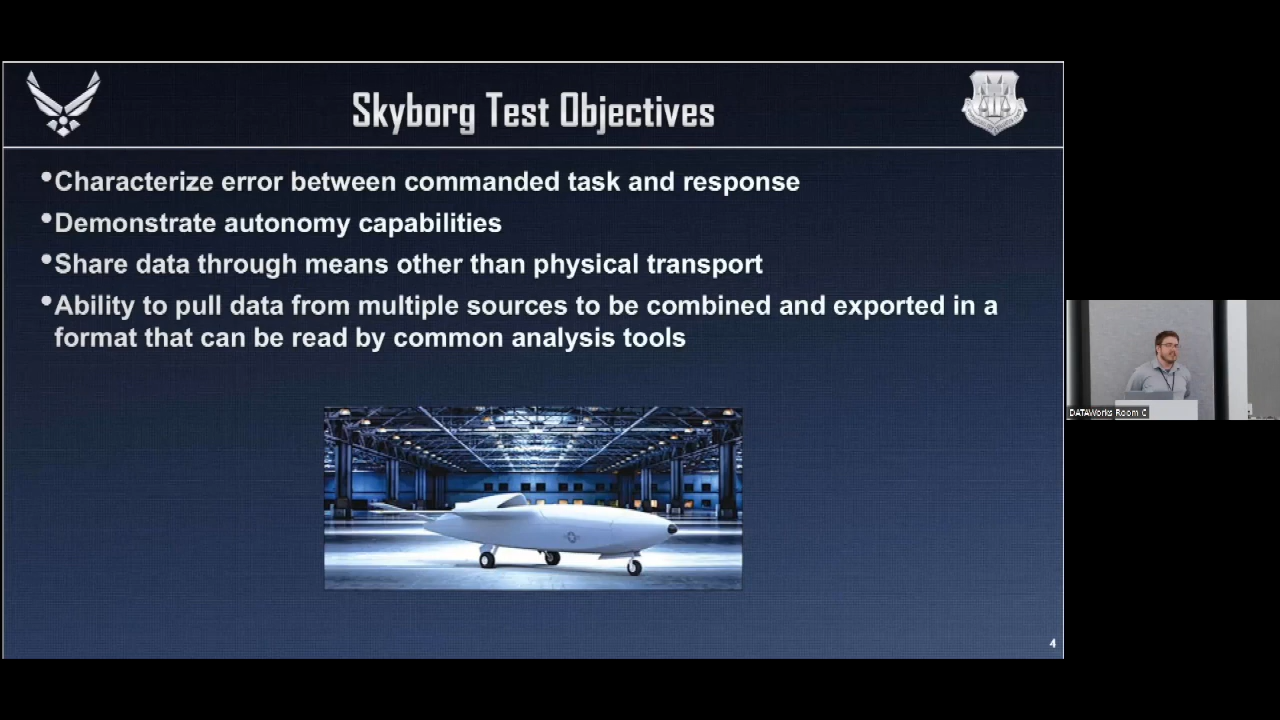 Skyborg Test Objectives
•Characterize error between commanded task and response
•Demonstrate autonomy capabilities
•Share data through means other than physical transport
•Ability to pull data from multiple sources to be combined and exported in a
format that can be read by common analysis tools
DATAWorks Room C
4